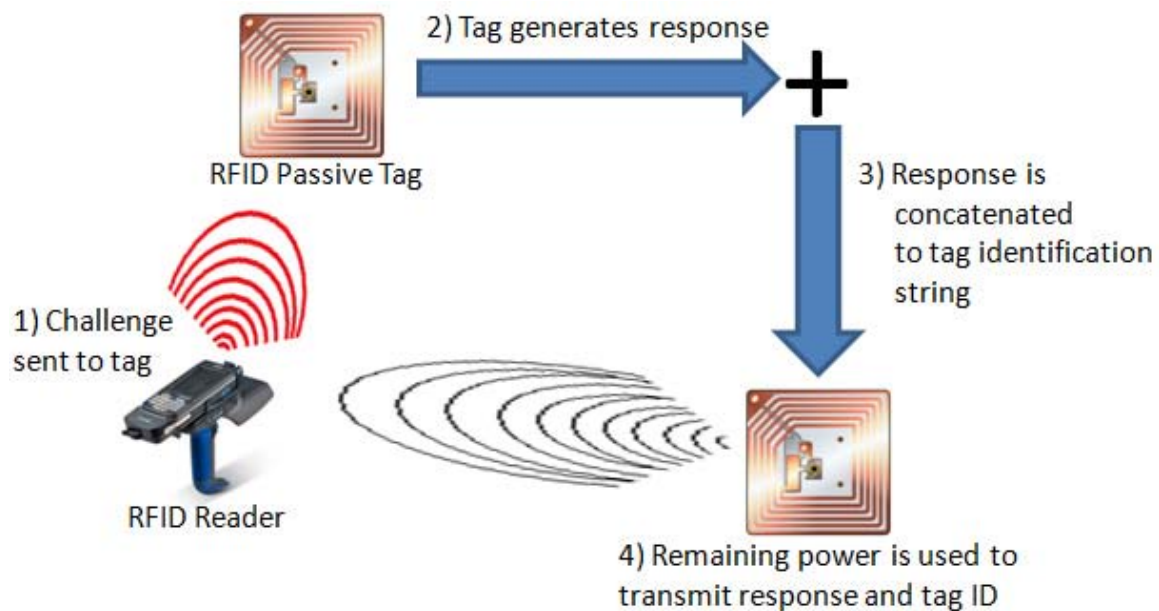 2) Tag generates response
RFID Passive Tag
3) Response is
concatenated
to tag identification
string
1) Challenge
sent to tag
RFID Reader
4) Remaining power is used to
transmit response and tag ID